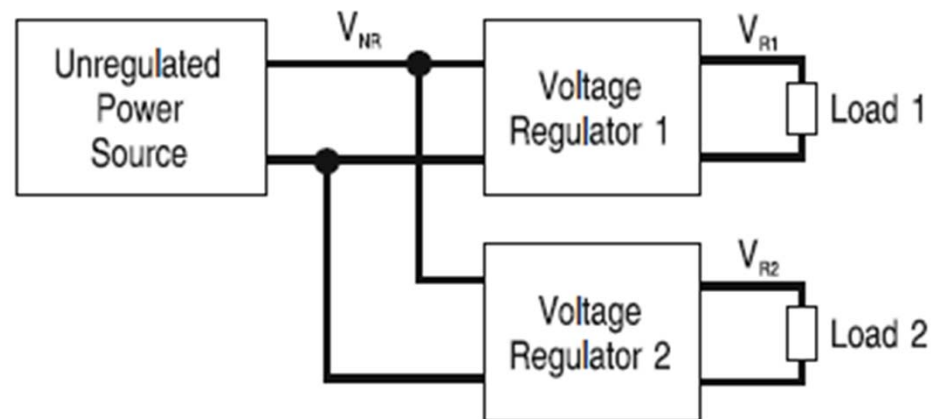 Unregulated
Power
Source
V_NR
Voltage
Regulator 1
V_R1
Load 1
Voltage
Regulator 2
V_R2
Load 2